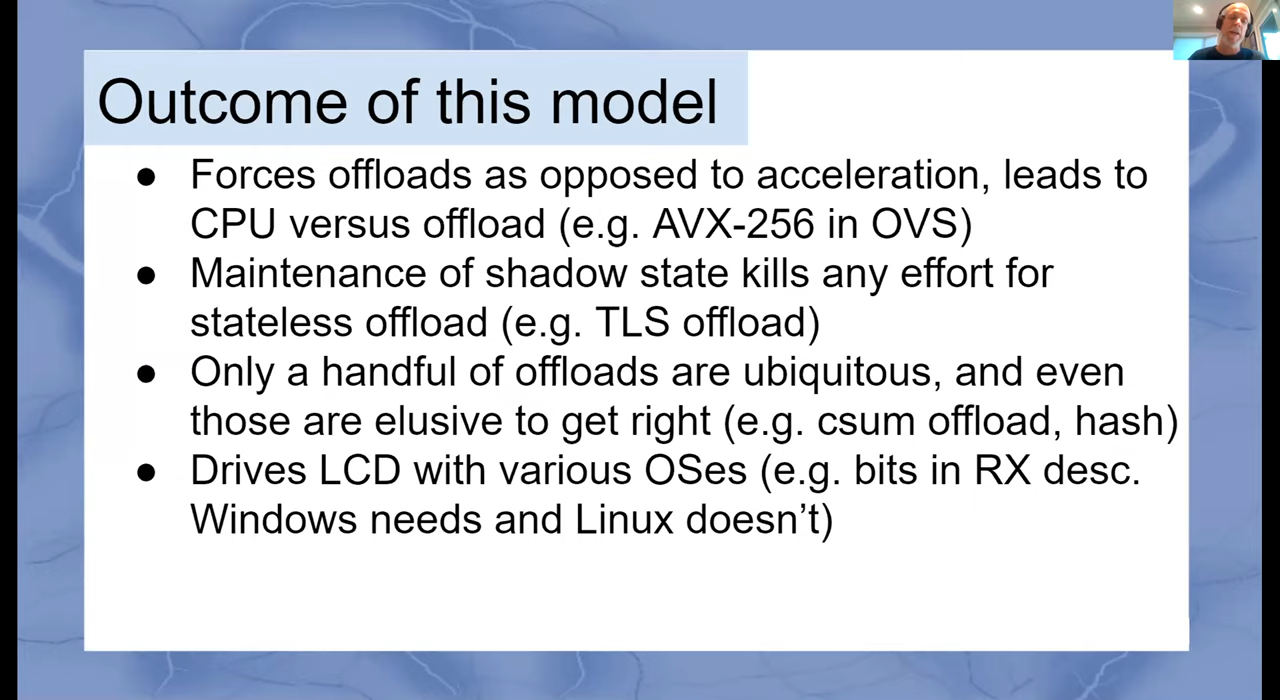 Outcome of this model
● Forces offloads as opposed to acceleration, leads to
CPU versus offload (e.g. AVX-256 in OVS)
● Maintenance of shadow state kills any effort for
stateless offload (e.g. TLS offload)
● Only a handful of offloads are ubiquitous, and even
those are elusive to get right (e.g. csum offload, hash)
● Drives LCD with various OSes (e.g. bits in RX desc.
Windows needs and Linux doesn’t)